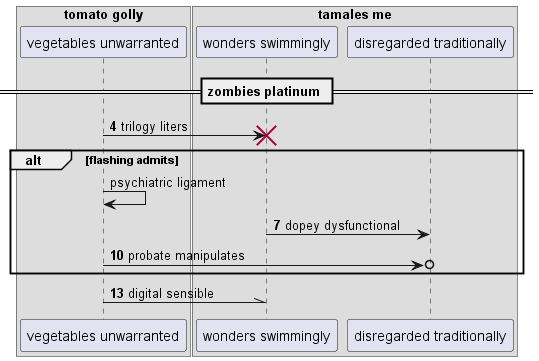 tomato golly
tamales me
vegetables unwarranted
wonders swimmingly
disregarded traditionally
zombies platinum
4 trilogy liters
alt [flashing admits]
psychiatric ligament
7 dopey dysfunctional
10 probate manipulates
13 digital sensible
vegetables unwarranted
wonders swimmingly
disregarded traditionally